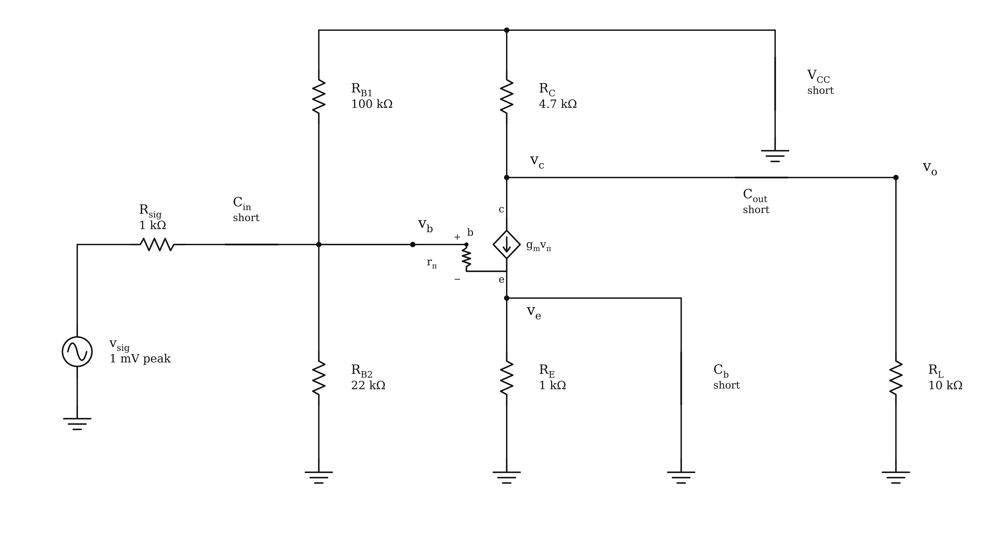 V_CC
short
R_B1
100 kΩ
R_C
4.7 kΩ
v_c
v_o
C_out
short
R_sig
1 kΩ
C_in
short
v_b
+
b
c
g_m v_π
r_π
−
e
v_e
v_sig
1 mV peak
R_B2
22 kΩ
R_E
1 kΩ
C_b
short
R_L
10 kΩ